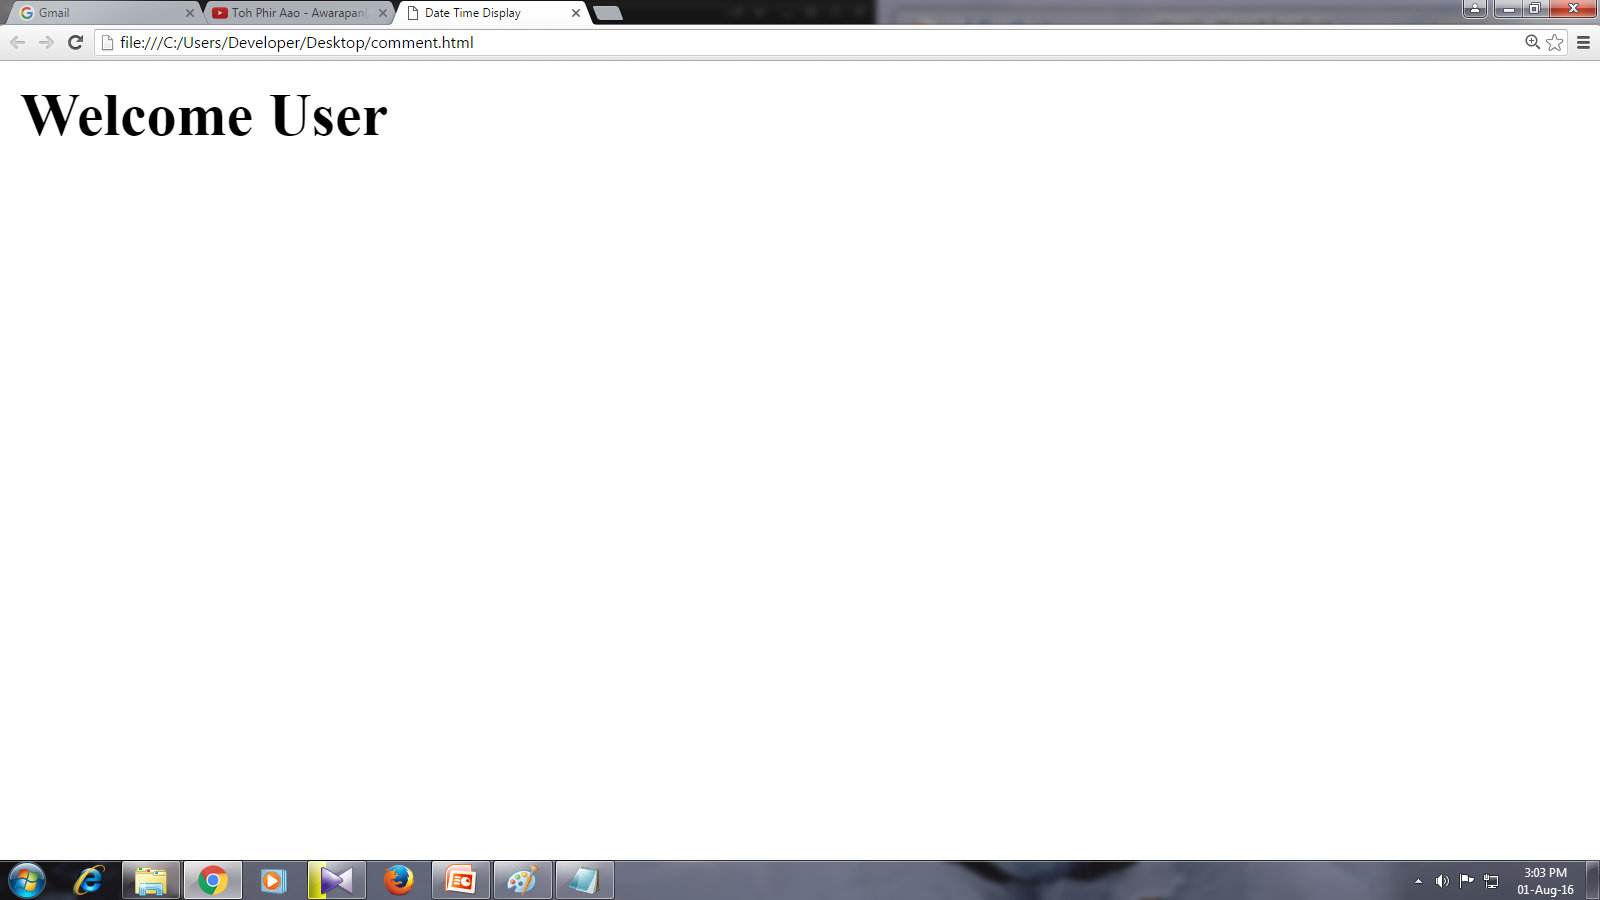 Gmail
Toh Phir Aao - Awarapan(
Date Time Display
file:///C:/Users/Developer/Desktop/comment.html
Welcome User
3:03 PM
01-Aug-16